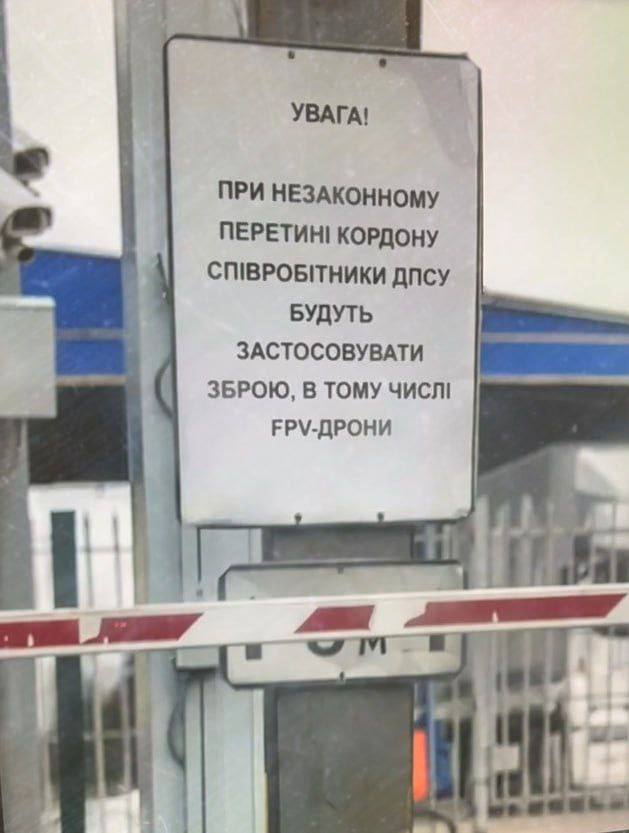 УВАГА!
ПРИ НЕЗАКОННОМУ
ПЕРЕТИНІ КОРДОНУ
СПІВРОБІТНИКИ ДПСУ
БУДУТЬ
ЗАСТОСОВУВАТИ
ЗБРОЮ, В ТОМУ ЧИСЛІ
FPV-ДРОНИ